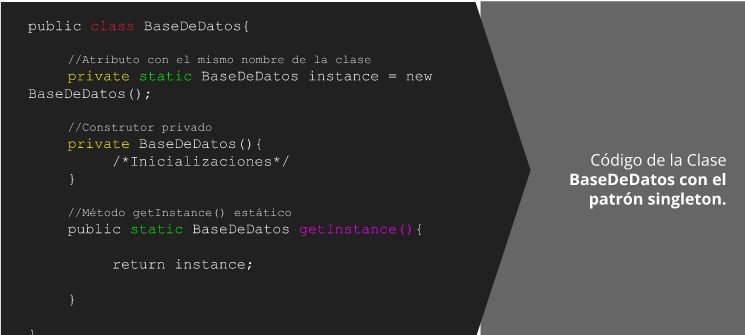 public class BaseDeDatos{
//Atributo con el mismo nombre de la clase
private static BaseDeDatos instance = new
BaseDeDatos();
//Construtor privado
private BaseDeDatos(){
/*Inicializaciones*/
}
//Método getInstance() estático
public static BaseDeDatos getInstance(){
return instance;
}
}
Código de la Clase
BaseDeDatos con el
patrón singleton.